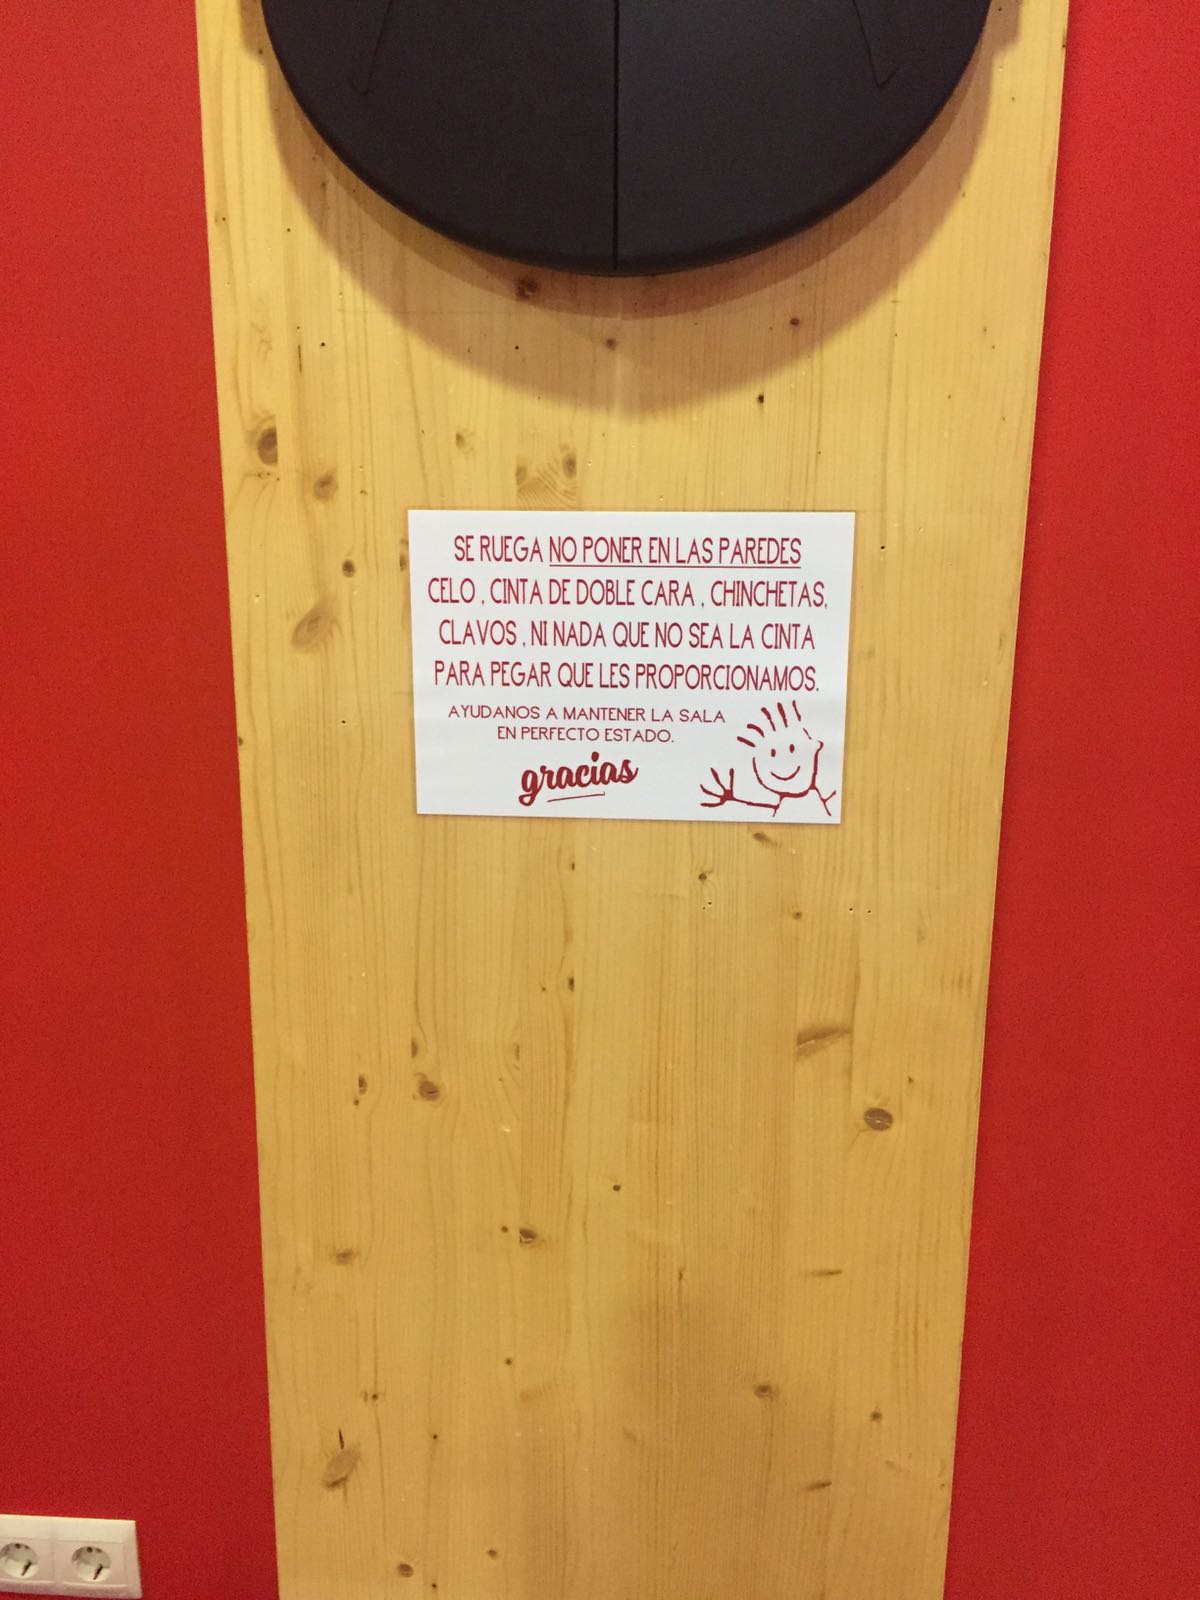 SE RUEGA NO PONER EN LAS PAREDES
CELO , CINTA DE DOBLE CARA , CHINCHETAS,
CLAVOS , NI NADA QUE NO SEA LA CINTA
PARA PEGAR QUE LES PROPORCIONAMOS.
AYUDANOS A MANTENER LA SALA
EN PERFECTO ESTADO.
gracias